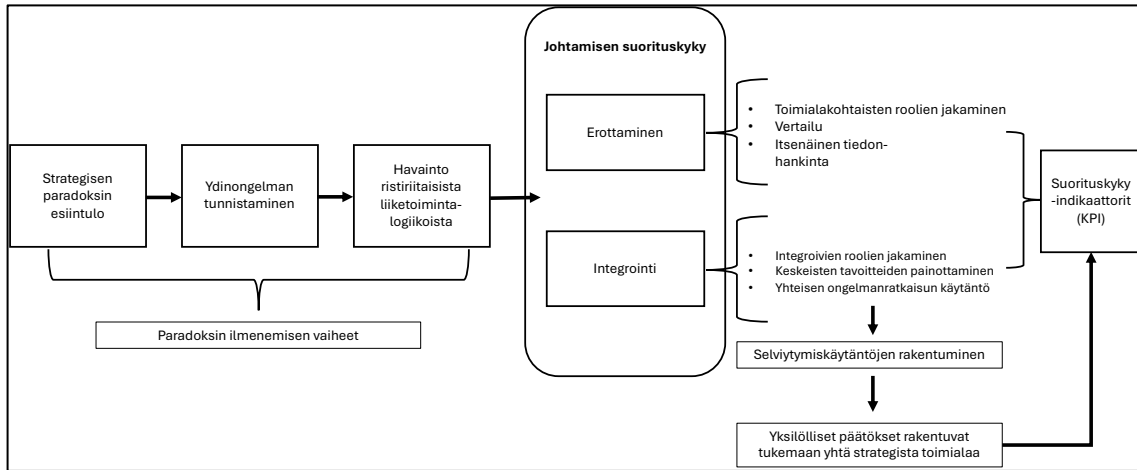 Johtamisen suorituskyky
Strategisen
paradoksin
esiintulo
Ydinongelman
tunnistaminen
Havainto
ristiriitaisista
liiketoiminta-
logiikoista
Erottaminen
• Toimialakohtaisten roolien jakaminen
• Vertailu
• Itsenäinen tiedon-
hankinta
Integrointi
• Integroivien roolien jakaminen
• Keskeisten tavoitteiden painottaminen
• Yhteisen ongelmanratkaisun käytäntö
Suorituskyky
-indikaattorit
(KPI)
Paradoksin ilmenemisen vaiheet
Selviytymiskäytäntöjen rakentuminen
Yksilölliset päätökset rakentuvat
tukemaan yhtä strategista toimialaa